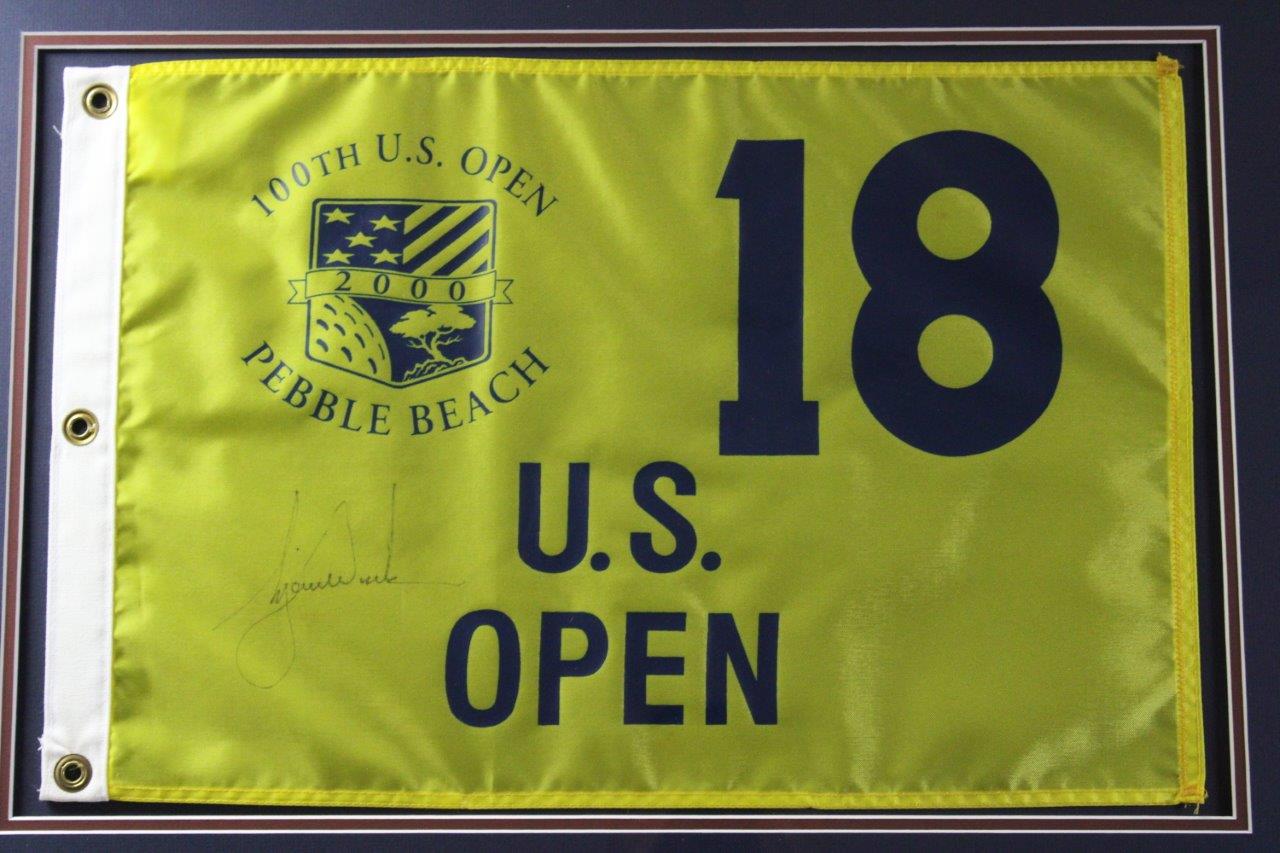 100TH U.S. OPEN
2000
PEBBLE BEACH
18
U.S.
OPEN